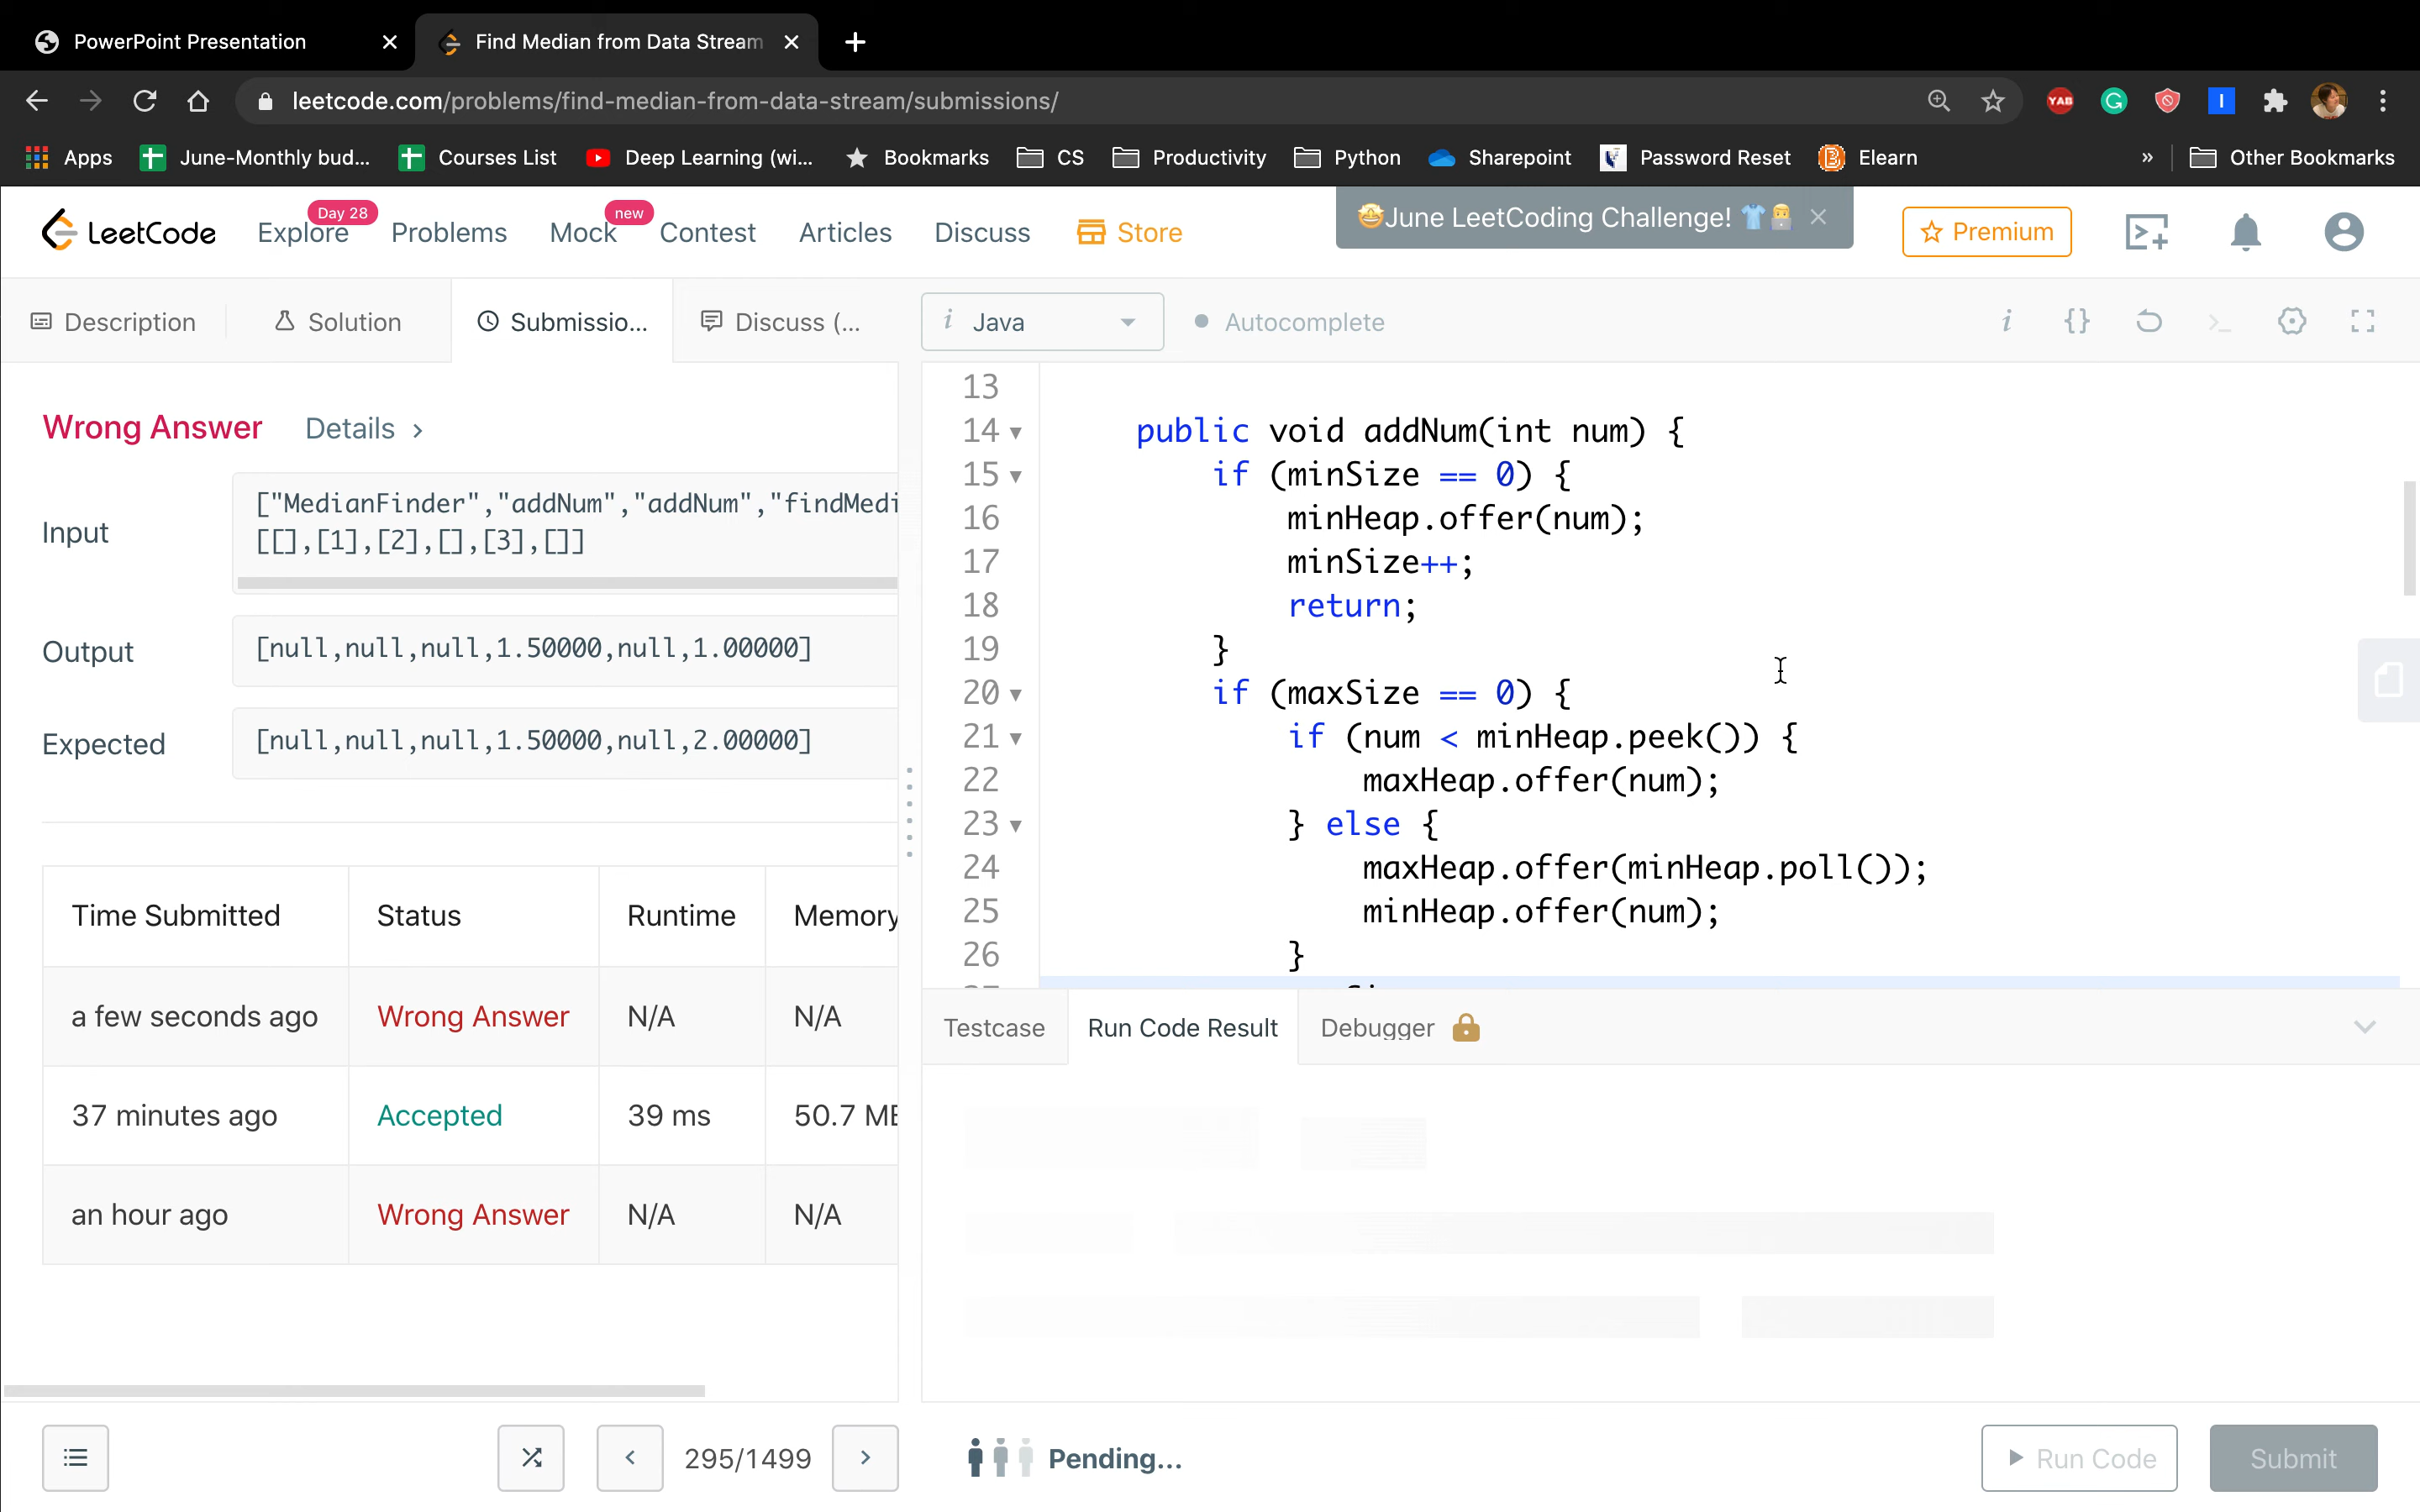 PowerPoint Presentation
Find Median from Data Stream
leetcode.com/problems/find-median-from-data-stream/submissions/
YAB
Apps
June-Monthly bud...
Courses List
Deep Learning (wi...
Bookmarks
CS
Productivity
Python
Sharepoint
Password Reset
Elearn
»
Other Bookmarks
LeetCode
Explore
Day 28
Problems
Mock
new
Contest
Articles
Discuss
Store
🤩June LeetCoding Challenge!👕👨‍🦳
Premium
Description
Solution
Submissio...
Discuss (...
i Java
Autocomplete
i
{}
Wrong Answer
Details ›
Input
["MedianFinder","addNum","addNum","findMedi
[[],[1],[2],[],[3],[]]
Output
[null,null,null,1.50000,null,1.00000]
Expected
[null,null,null,1.50000,null,2.00000]
Time Submitted Status Runtime Memory
a few seconds ago Wrong Answer N/A N/A
37 minutes ago Accepted 39 ms 50.7 ME
an hour ago Wrong Answer N/A N/A
295/1499
13
14 public void addNum(int num) {
15 if (minSize == 0) {
16 minHeap.offer(num);
17 minSize++;
18 return;
19 }
20 if (maxSize == 0) {
21 if (num < minHeap.peek()) {
22 maxHeap.offer(num);
23 } else {
24 maxHeap.offer(minHeap.poll());
25 minHeap.offer(num);
26 }
Testcase
Run Code Result
Debugger
Pending...
Run Code
Submit